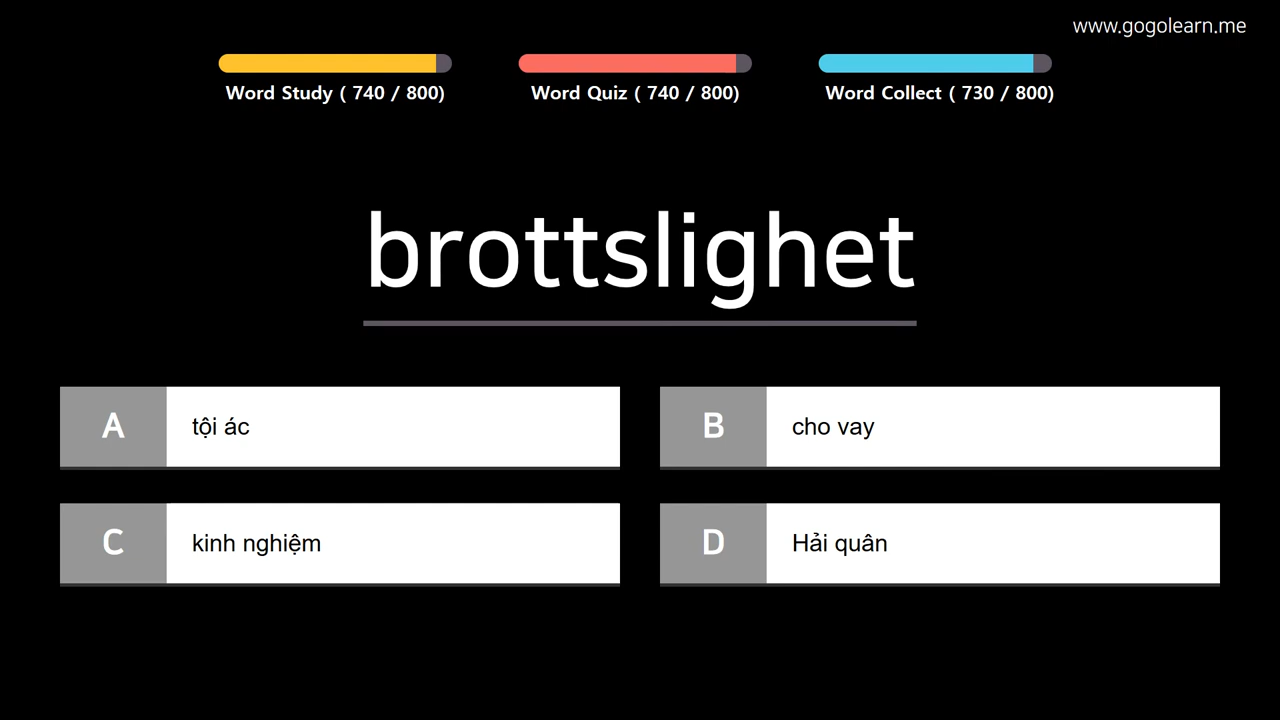 www.gogolearn.me
Word Study ( 740 / 800)
Word Quiz ( 740 / 800)
Word Collect ( 730 / 800)
brottslighet
A
tội ác
B
cho vay
C
kinh nghiệm
D
Hải quân